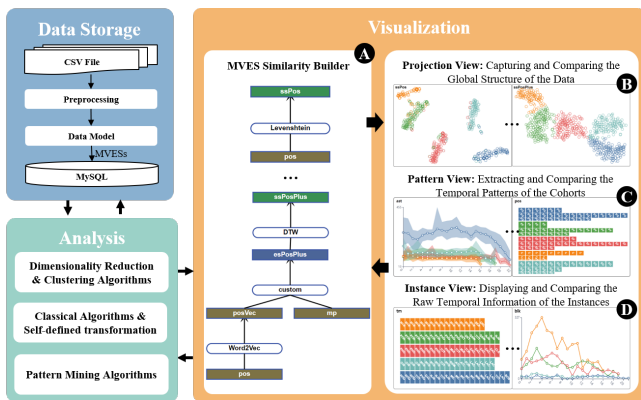 Data Storage
CSV File
Preprocessing
Data Model
MVESs
MySQL
Analysis
Dimensionality Reduction
& Clustering Algorithms
Classical Algorithms &
Self-defined transformation
Pattern Mining Algorithms
Visualization
A
MVES Similarity Builder
ssPos
Levenshtein
pos
...
ssPosPlus
DTW
esPosPlus
custom
posVec
mp
Word2Vec
pos
B
Projection View: Capturing and Comparing the
Global Structure of the Data
ssPos
...
ssPosPlus
C
Pattern View: Extracting and Comparing the
Temporal Patterns of the Cohorts
...
pos
D
Instance View: Displaying and Comparing the
Raw Temporal Information of the Instances
...
blk